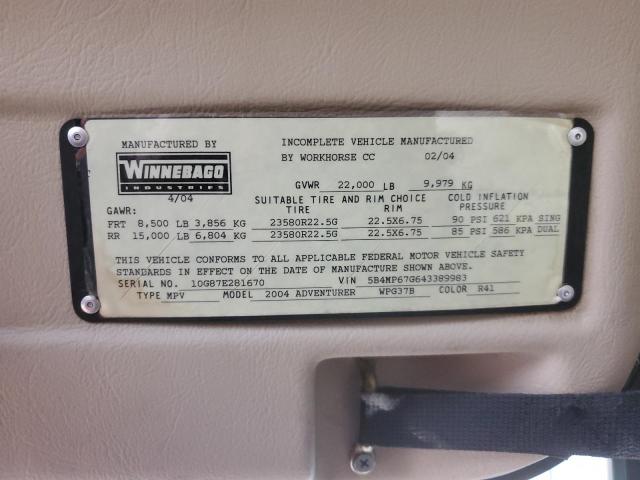 MANUFACTURED BY
WINNEBAGO
INDUSTRIES
4/04
INCOMPLETE VEHICLE MANUFACTURED
BY WORKHORSE CC 02/04
GVWR 22,000 LB 9,979 KG
SUITABLE TIRE AND RIM CHOICE COLD INFLATION
GAWR: TIRE RIM PRESSURE
FRT 8,500 LB 3,856 KG 23580R22.5G 22.5X6.75 90 PSI 621 KPA SING
RR 15,000 LB 6,804 KG 23580R22.5G 22.5X6.75 85 PSI 586 KPA DUAL
THIS VEHICLE CONFORMS TO ALL APPLICABLE FEDERAL MOTOR VEHICLE SAFETY
STANDARDS IN EFFECT ON THE DATE OF MANUFACTURE SHOWN ABOVE.
SERIAL NO. 10G87E281670 VIN 5B4MP67G643389983
TYPE MPV MODEL 2004 ADVENTURER WPG37B COLOR R41